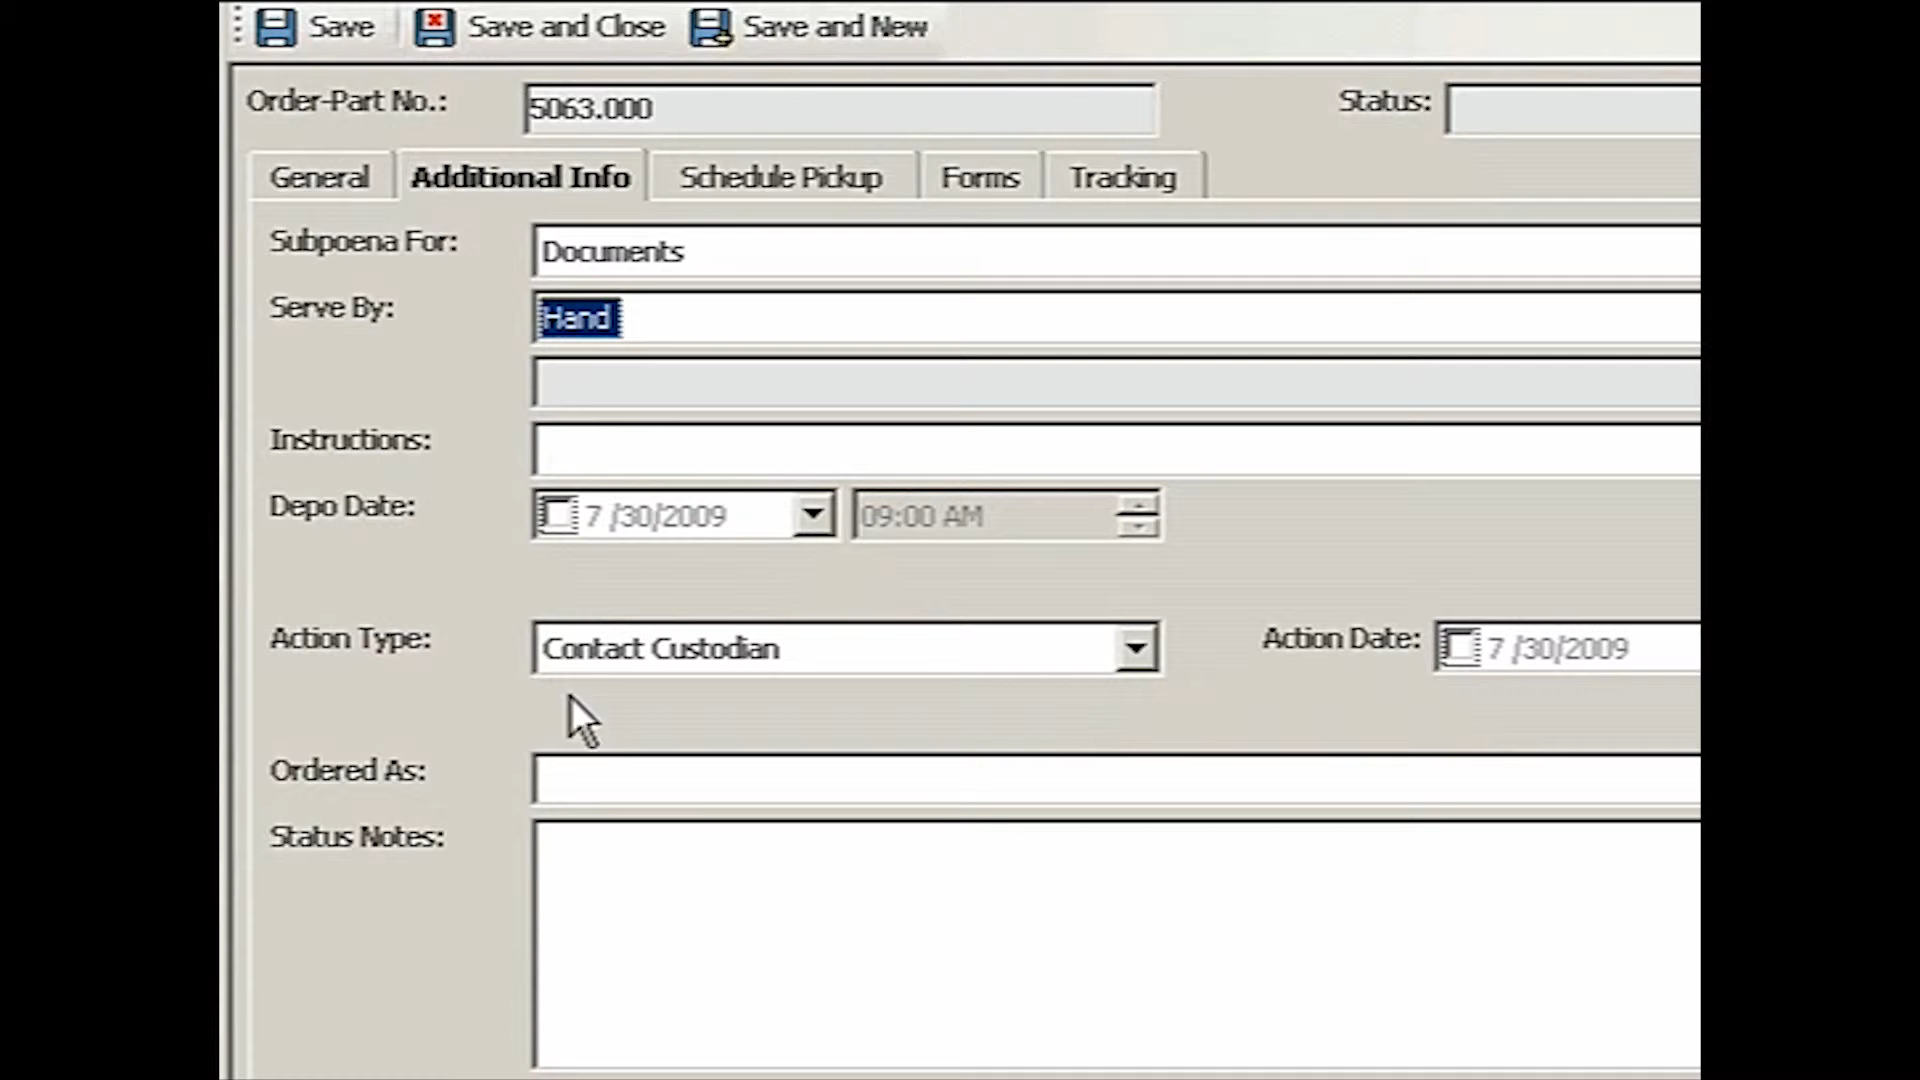 Save Save and Close Save and New
Order-Part No.: 5063.000 Status:
General Additional Info Schedule Pickup Forms Tracking
Subpoena For: Documents
Serve By: Hand
Instructions:
Depo Date: 7 /30/2009 09:00 AM
Action Type: Contact Custodian Action Date: 7 /30/2009
Ordered As:
Status Notes: